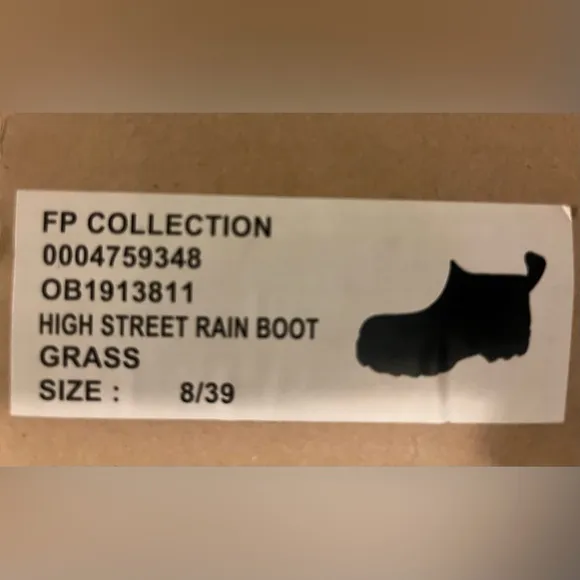 FP COLLECTION
0004759348
OB1913811
HIGH STREET RAIN BOOT
GRASS
SIZE : 8/39